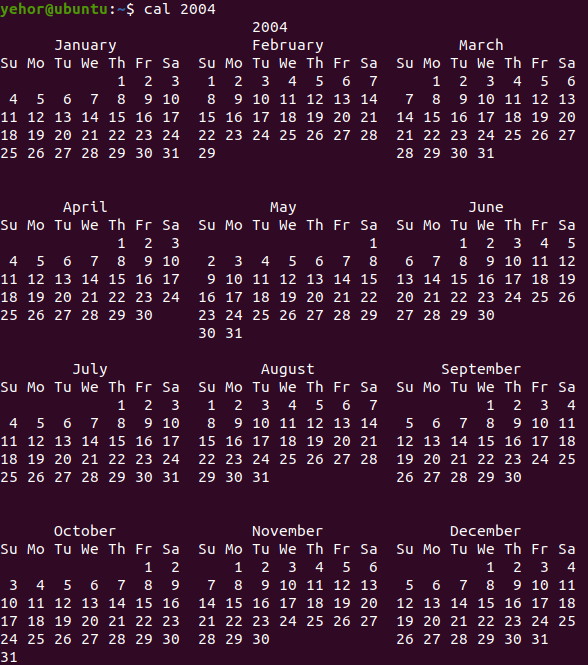 yehor@ubuntu:~$ cal 2004
                            2004
      January               February               March
Su Mo Tu We Th Fr Sa  Su Mo Tu We Th Fr Sa  Su Mo Tu We Th Fr Sa
             1  2  3   1  2  3  4  5  6  7      1  2  3  4  5  6
 4  5  6  7  8  9 10   8  9 10 11 12 13 14   7  8  9 10 11 12 13
11 12 13 14 15 16 17  15 16 17 18 19 20 21  14 15 16 17 18 19 20
18 19 20 21 22 23 24  22 23 24 25 26 27 28  21 22 23 24 25 26 27
25 26 27 28 29 30 31  29                    28 29 30 31

       April                  May                   June
Su Mo Tu We Th Fr Sa  Su Mo Tu We Th Fr Sa  Su Mo Tu We Th Fr Sa
             1  2  3                     1         1  2  3  4  5
 4  5  6  7  8  9 10   2  3  4  5  6  7  8   6  7  8  9 10 11 12
11 12 13 14 15 16 17   9 10 11 12 13 14 15  13 14 15 16 17 18 19
18 19 20 21 22 23 24  16 17 18 19 20 21 22  20 21 22 23 24 25 26
25 26 27 28 29 30     23 24 25 26 27 28 29  27 28 29 30
                      30 31

        July                 August              September
Su Mo Tu We Th Fr Sa  Su Mo Tu We Th Fr Sa  Su Mo Tu We Th Fr Sa
             1  2  3   1  2  3  4  5  6  7            1  2  3  4
 4  5  6  7  8  9 10   8  9 10 11 12 13 14   5  6  7  8  9 10 11
11 12 13 14 15 16 17  15 16 17 18 19 20 21  12 13 14 15 16 17 18
18 19 20 21 22 23 24  22 23 24 25 26 27 28  19 20 21 22 23 24 25
25 26 27 28 29 30 31  29 30 31              26 27 28 29 30

      October               November              December
Su Mo Tu We Th Fr Sa  Su Mo Tu We Th Fr Sa  Su Mo Tu We Th Fr Sa
                1  2      1  2  3  4  5  6            1  2  3  4
 3  4  5  6  7  8  9   7  8  9 10 11 12 13   5  6  7  8  9 10 11
10 11 12 13 14 15 16  14 15 16 17 18 19 20  12 13 14 15 16 17 18
17 18 19 20 21 22 23  21 22 23 24 25 26 27  19 20 21 22 23 24 25
24 25 26 27 28 29 30  28 29 30              26 27 28 29 30 31
31